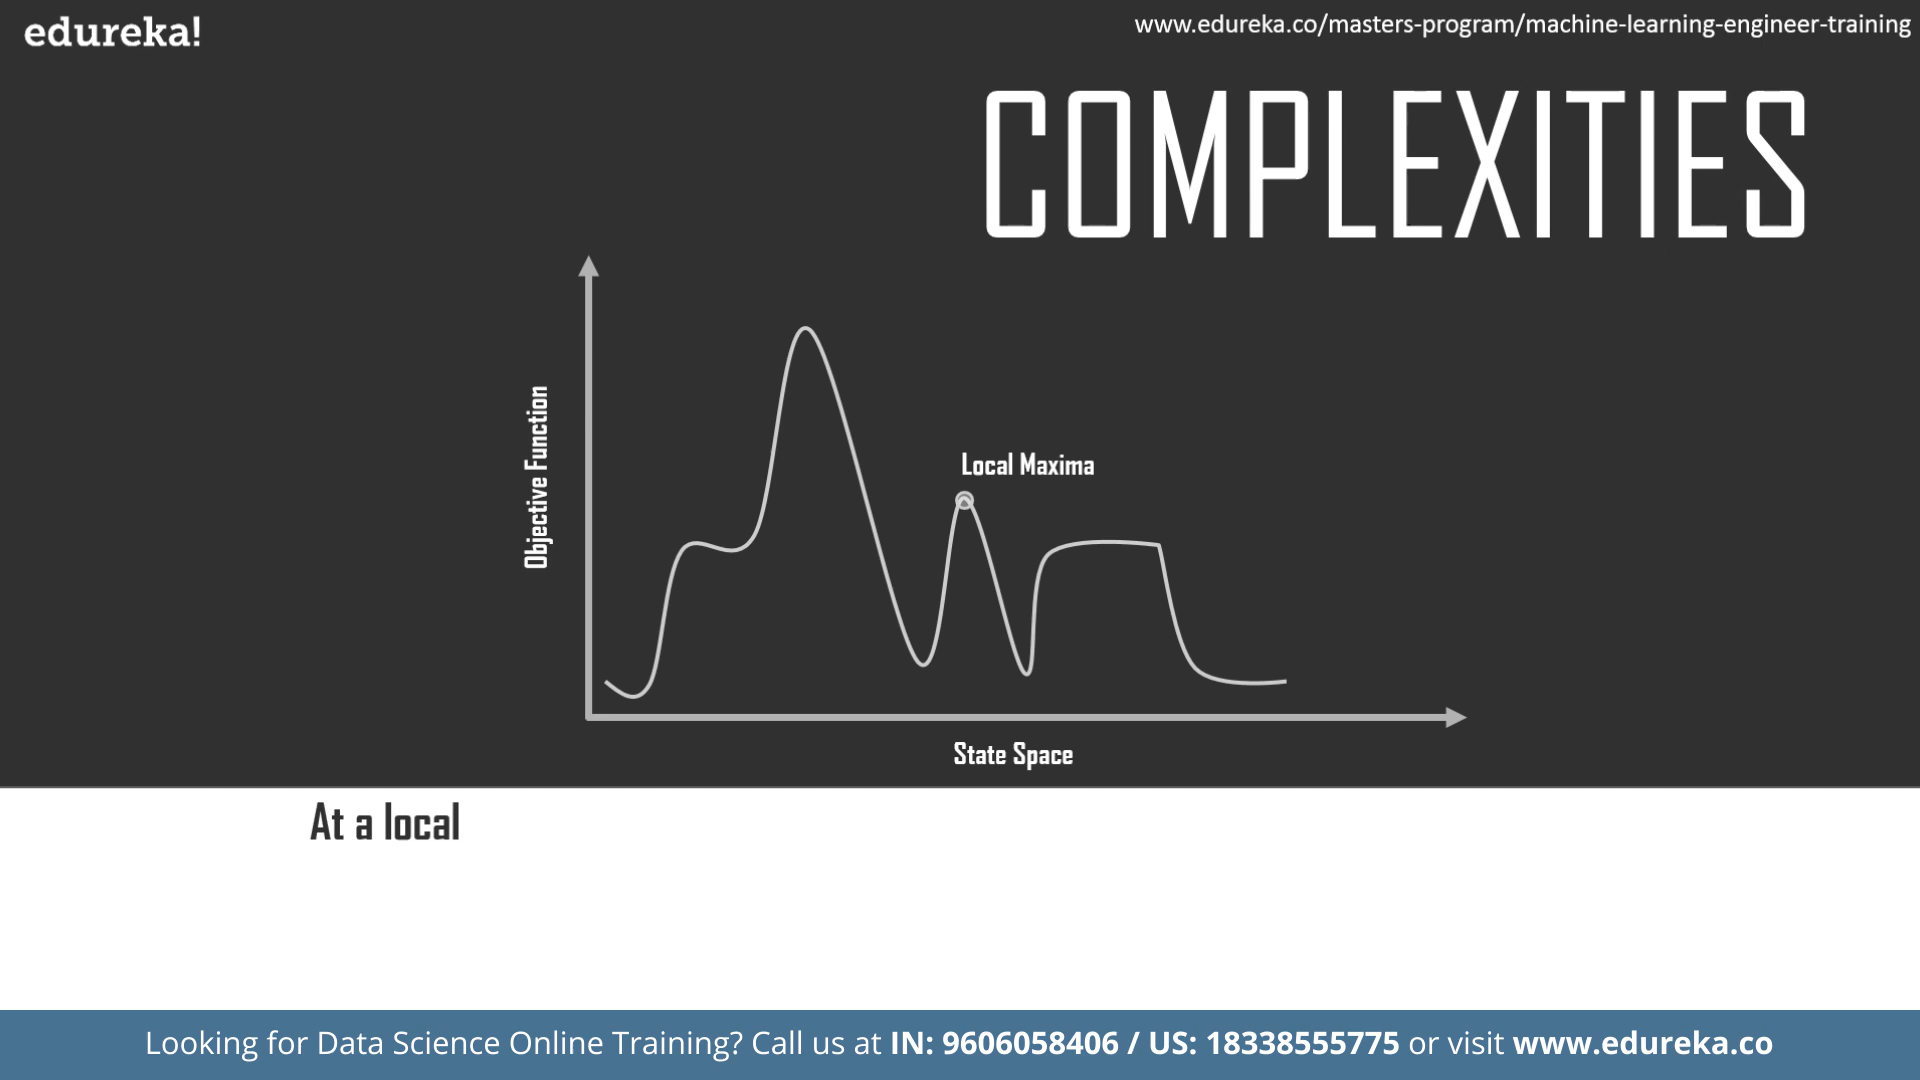 edureka!
www.edureka.co/masters-program/machine-learning-engineer-training
COMPLEXITIES
Objective Function
Local Maxima
State Space
At a local
Looking for Data Science Online Training? Call us at IN: 9606058406 / US: 18338555775 or visit www.edureka.co